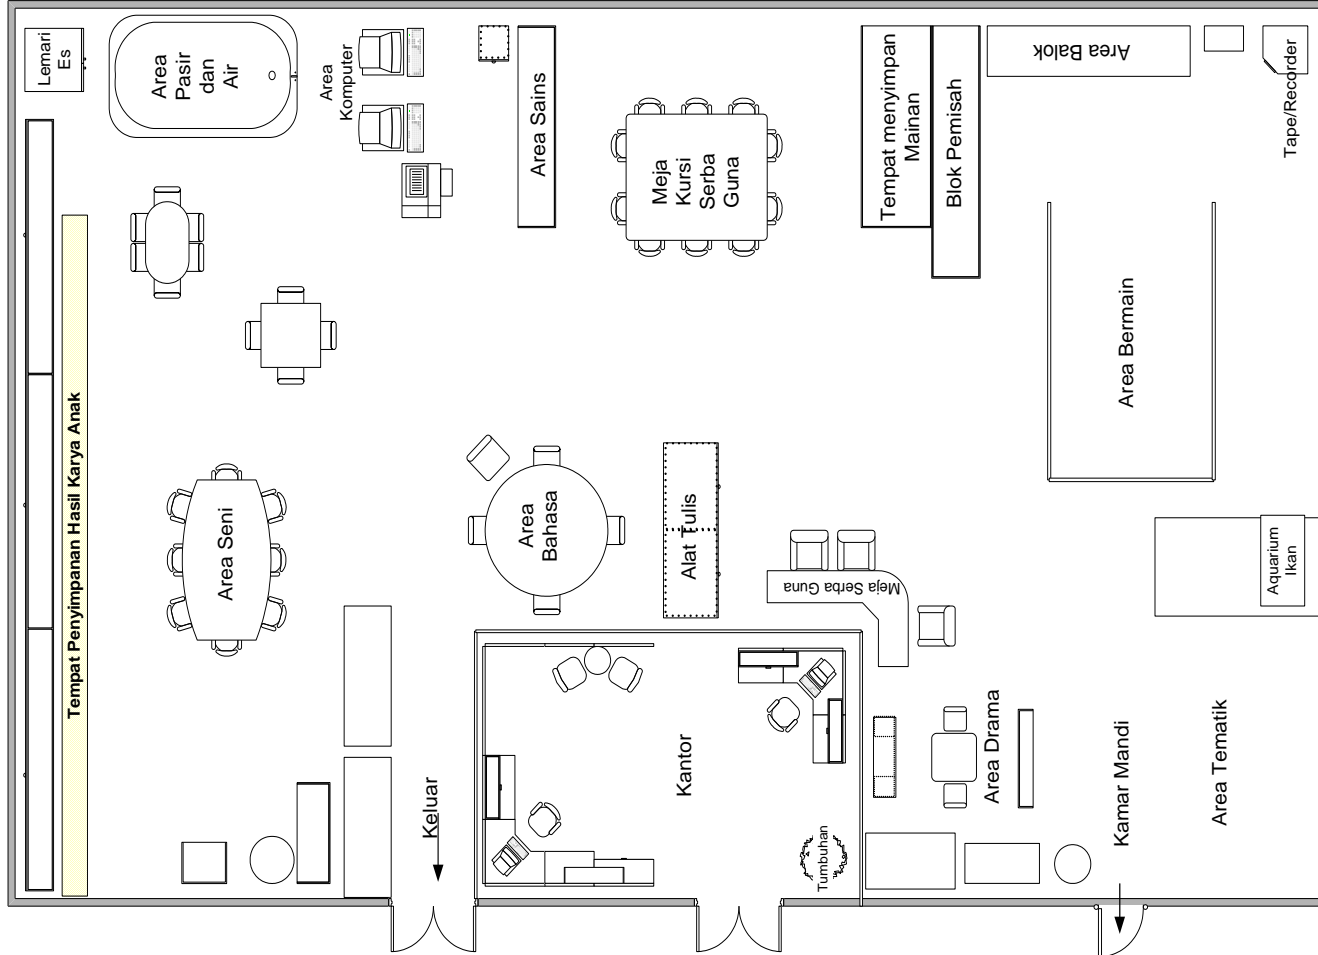 Lemari
Es
Area
Pasir
dan
Air
Area
Komputer
Area Sains
Meja
Kursi
Serba
Guna
Tempat menyimpan
Mainan
Blok Pemisah
Area Balok
Tape/Recorder
Tempat Penyimpanan Hasil Karya Anak
Area Bermain
Area Seni
Area
Bahasa
Alat Tulis
Meja Serba Guna
Aquarium
Ikan
Keluar
Kantor
Tumbuhan
Area Drama
Kamar Mandi
Area Tematik